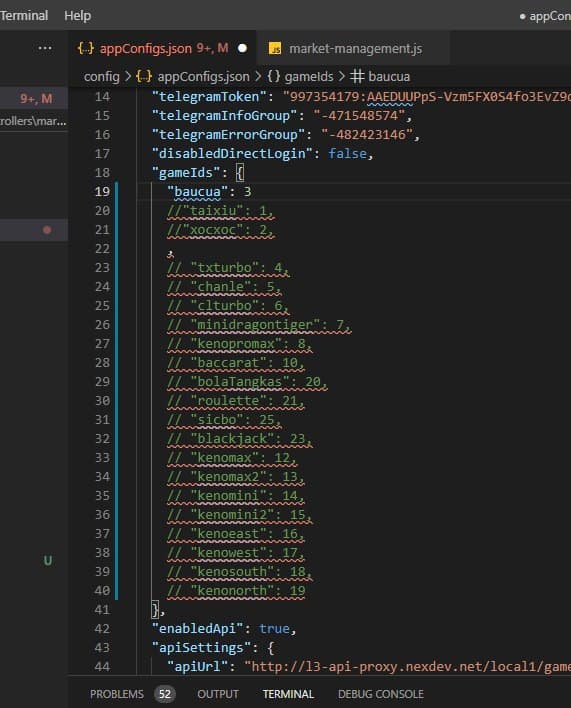 Terminal Help
● appCon
... {..} appConfigs.json 9+, M ● JS market-management.js
config > {..} appConfigs.json > {} gameIds > baucua
9+, M
trollers\mar...
14 "telegramToken": "997354179:AAEDUUPpS-Vzm5FX0S4fo3EvZ9
15 "telegramInfoGroup": "-471548574",
16 "telegramErrorGroup": "-482423146",
17 "disabledDirectLogin": false,
18 "gameIds": {
19 "baucua": 3
20 //"taixiu": 1,
21 //"xocxoc": 2,
22 ,
23 // "txturbo": 4,
24 // "chanle": 5,
25 // "clturbo": 6,
26 // "minidragontiger": 7,
27 // "kenopromax": 8,
28 // "baccarat": 10,
29 // "bolaTangkas": 20,
30 // "roulette": 21,
31 // "sicbo": 25,
32 // "blackjack": 23,
33 // "kenomax": 12,
34 // "kenomax2": 13,
35 // "kenomini": 14,
36 // "kenomini2": 15,
37 // "kenoeast": 16,
38 // "kenowest": 17,
39 // "kenosouth": 18,
40 // "kenonorth": 19
41 },
42 "enabledApi": true,
43 "apiSettings": {
44 "apiUrl": "http://l3-api-proxy.nexdev.net/local1/game
U
PROBLEMS 52 OUTPUT TERMINAL DEBUG CONSOLE